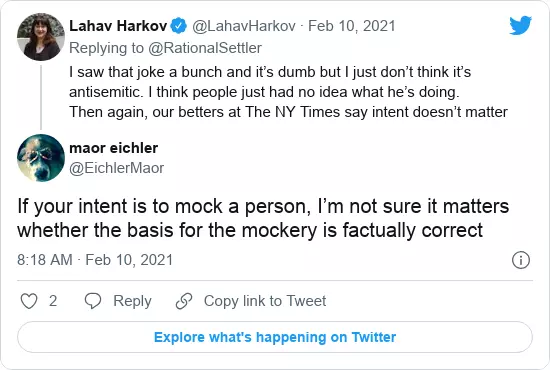 Lahav Harkov @LahavHarkov · Feb 10, 2021
Replying to @RationalSettler
I saw that joke a bunch and it’s dumb but I just don’t think it’s
antisemitic. I think people just had no idea what he’s doing.
Then again, our betters at The NY Times say intent doesn’t matter
maor eichler
@EichlerMaor
If your intent is to mock a person, I’m not sure it matters
whether the basis for the mockery is factually correct
8:18 AM · Feb 10, 2021
2 Reply Copy link to Tweet
Explore what's happening on Twitter